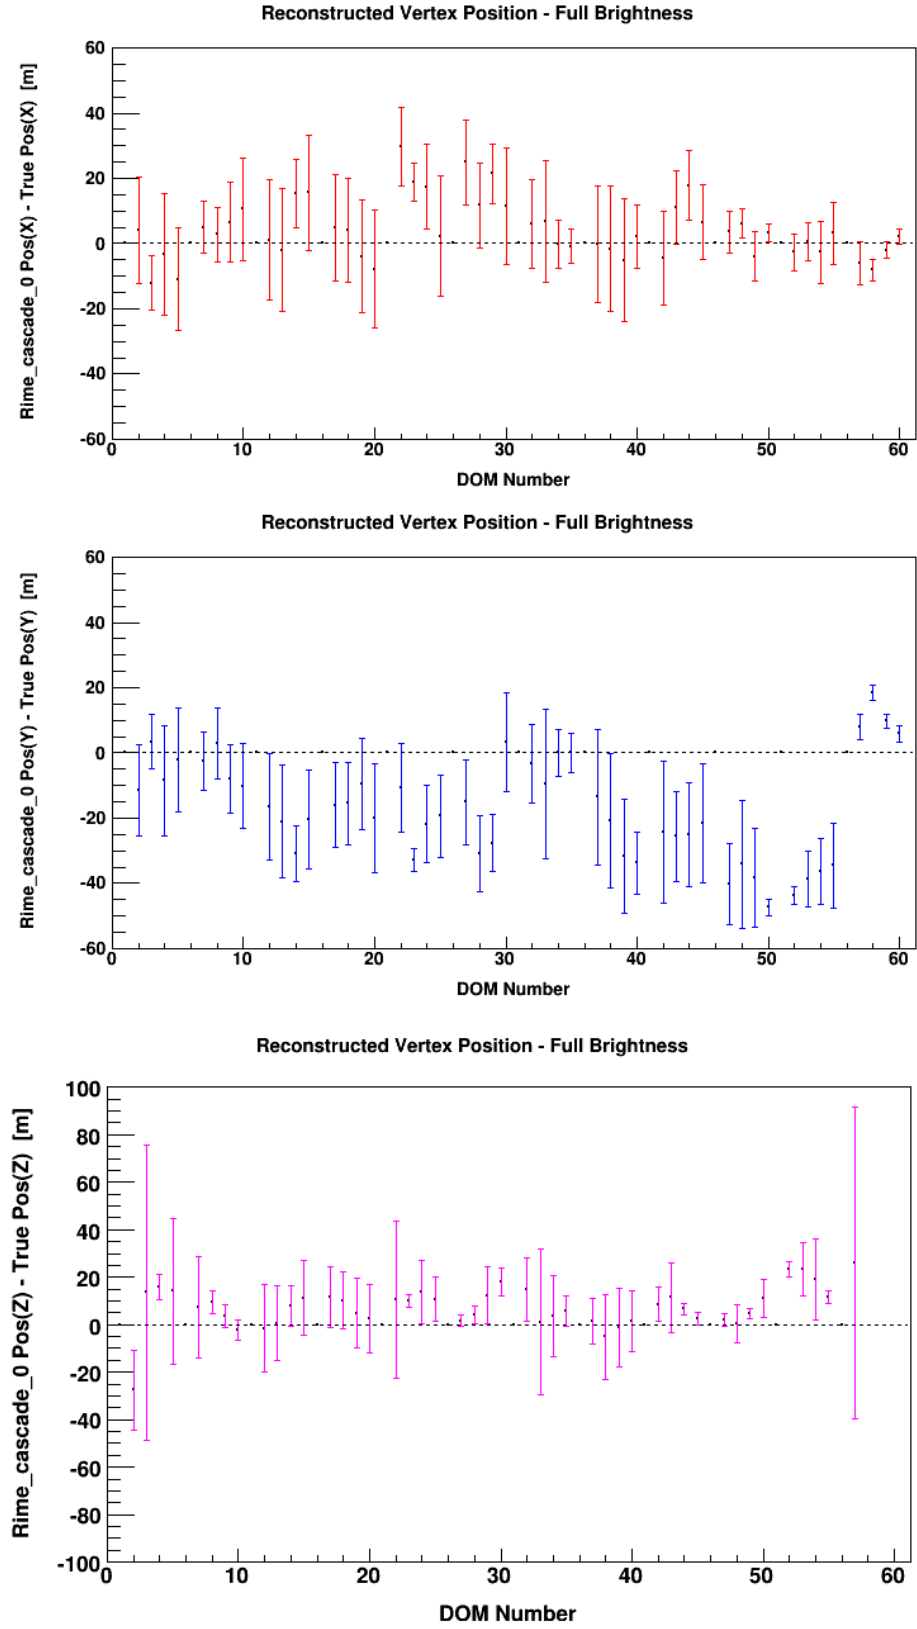 Reconstructed Vertex Position - Full Brightness
Rime_cascade_0 Pos(X) - True Pos(X) [m]
60
40
20
0
-20
-40
-60
0 10 20 30 40 50 60
DOM Number
Reconstructed Vertex Position - Full Brightness
Rime_cascade_0 Pos(Y) - True Pos(Y) [m]
60
40
20
0
-20
-40
-60
0 10 20 30 40 50 60
DOM Number
Reconstructed Vertex Position - Full Brightness
Rime_cascade_0 Pos(Z) - True Pos(Z) [m]
100
80
60
40
20
0
-20
-40
-60
-80
-100
0 10 20 30 40 50 60
DOM Number